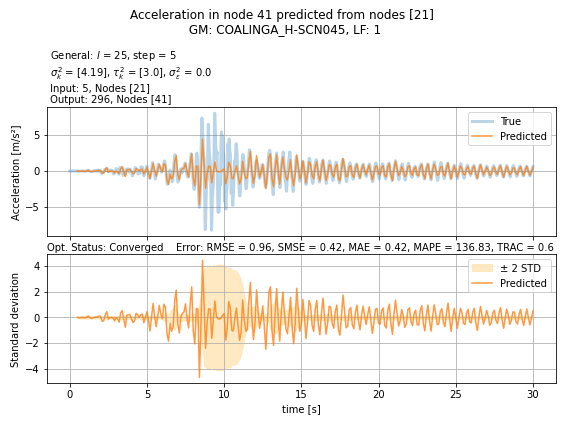 Acceleration in node 41 predicted from nodes [21]
GM: COALINGA_H-SCN045, LF: 1
General: l = 25, step = 5
σ²ₖ = [4.19], τ²ₖ = [3.0], σ²ε = 0.0
Input: 5, Nodes [21]
Output: 296, Nodes [41]
Acceleration [m/s²]
5
0
−5
True
Predicted
Opt. Status: Converged Error: RMSE = 0.96, SMSE = 0.42, MAE = 0.42, MAPE = 136.83, TRAC = 0.6
Standard deviation
4
2
0
−2
−4
± 2 STD
Predicted
0 5 10 15 20 25 30
time [s]